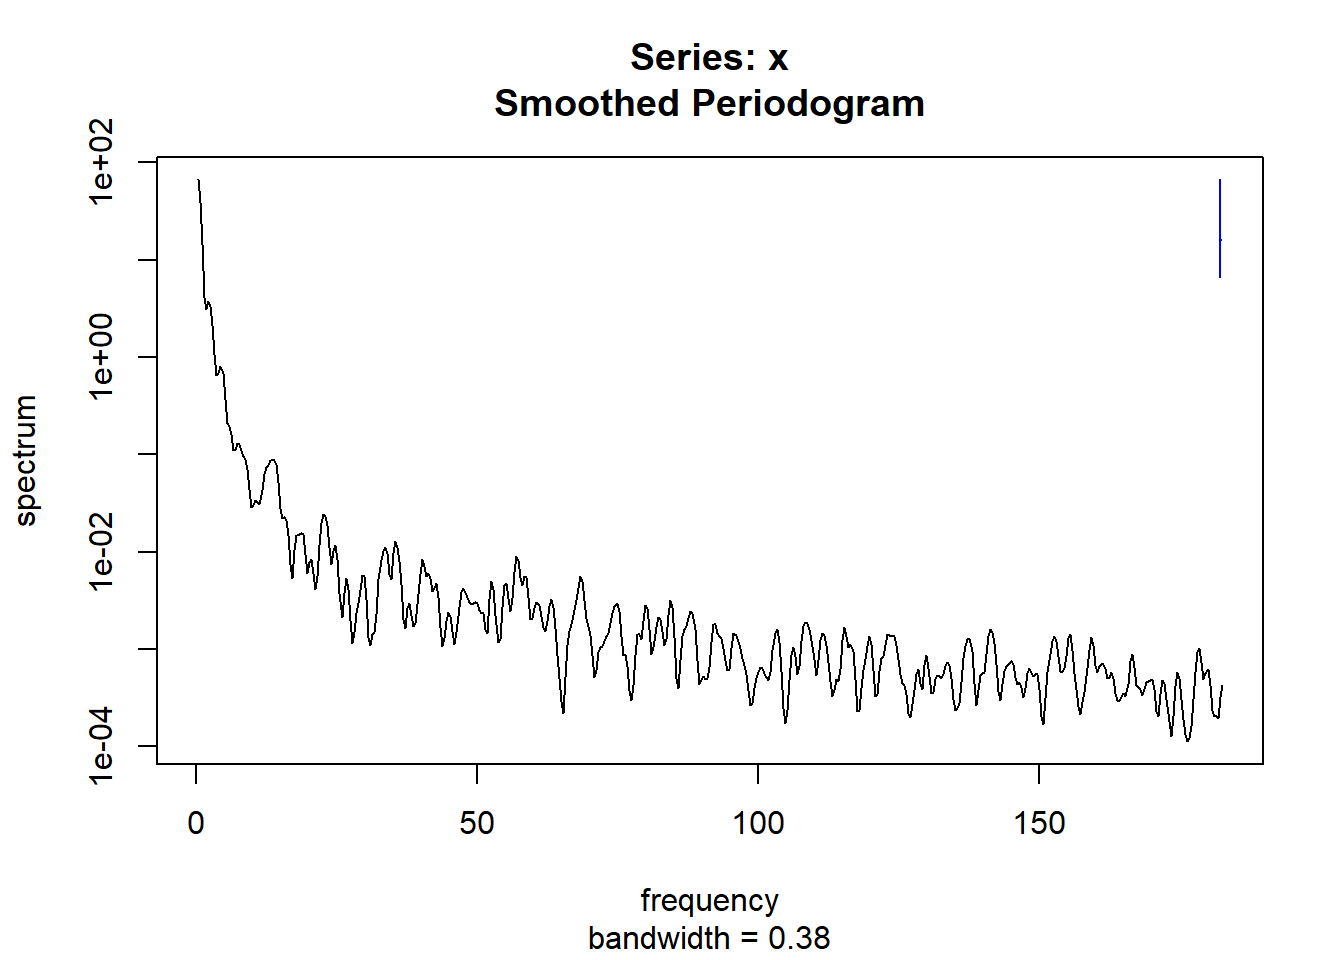 Series: x
Smoothed Periodogram
spectrum
1e+02
1e+00
1e-02
1e-04
0 50 100 150
frequency
bandwidth = 0.38